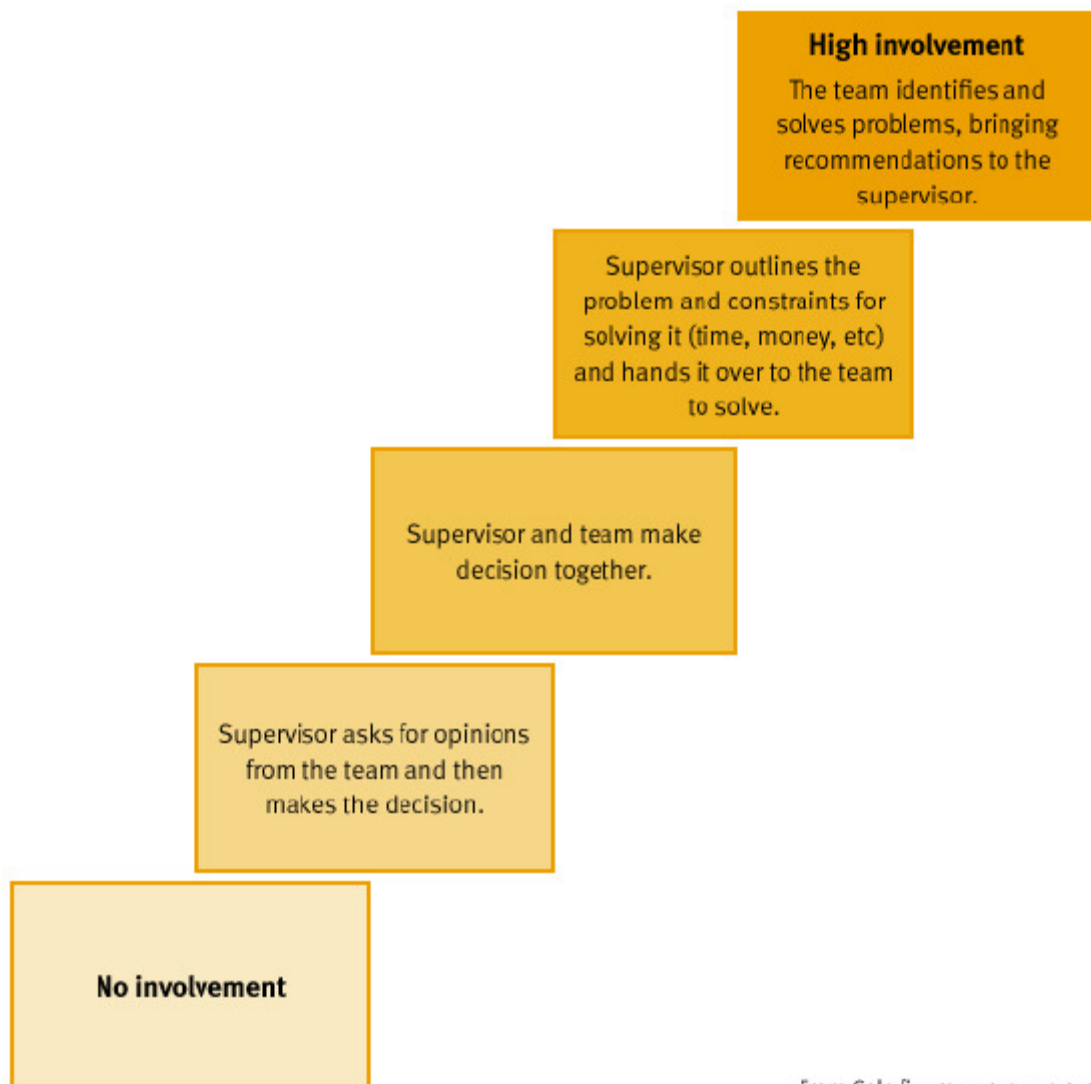 High involvement
The team identifies and
solves problems, bringing
recommendations to the
supervisor.
Supervisor outlines the
problem and constraints for
solving it (time, money, etc)
and hands it over to the team
to solve.
Supervisor and team make
decision together.
Supervisor asks for opinions
from the team and then
makes the decision.
No involvement